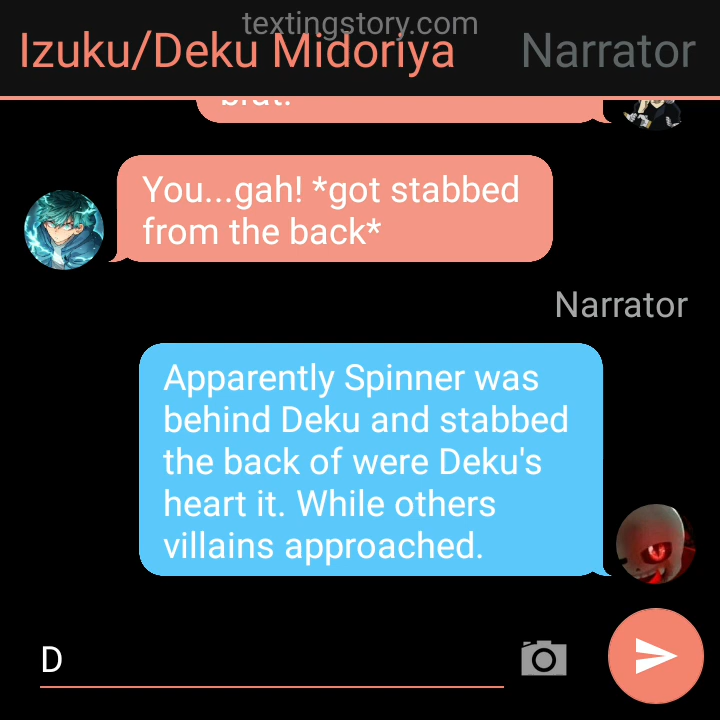 textingstory.com
Izuku/Deku Midoriya Narrator
brat!
You...gah! *got stabbed
from the back*
Narrator
Apparently Spinner was
behind Deku and stabbed
the back of were Deku's
heart it. While others
villains approached.
D